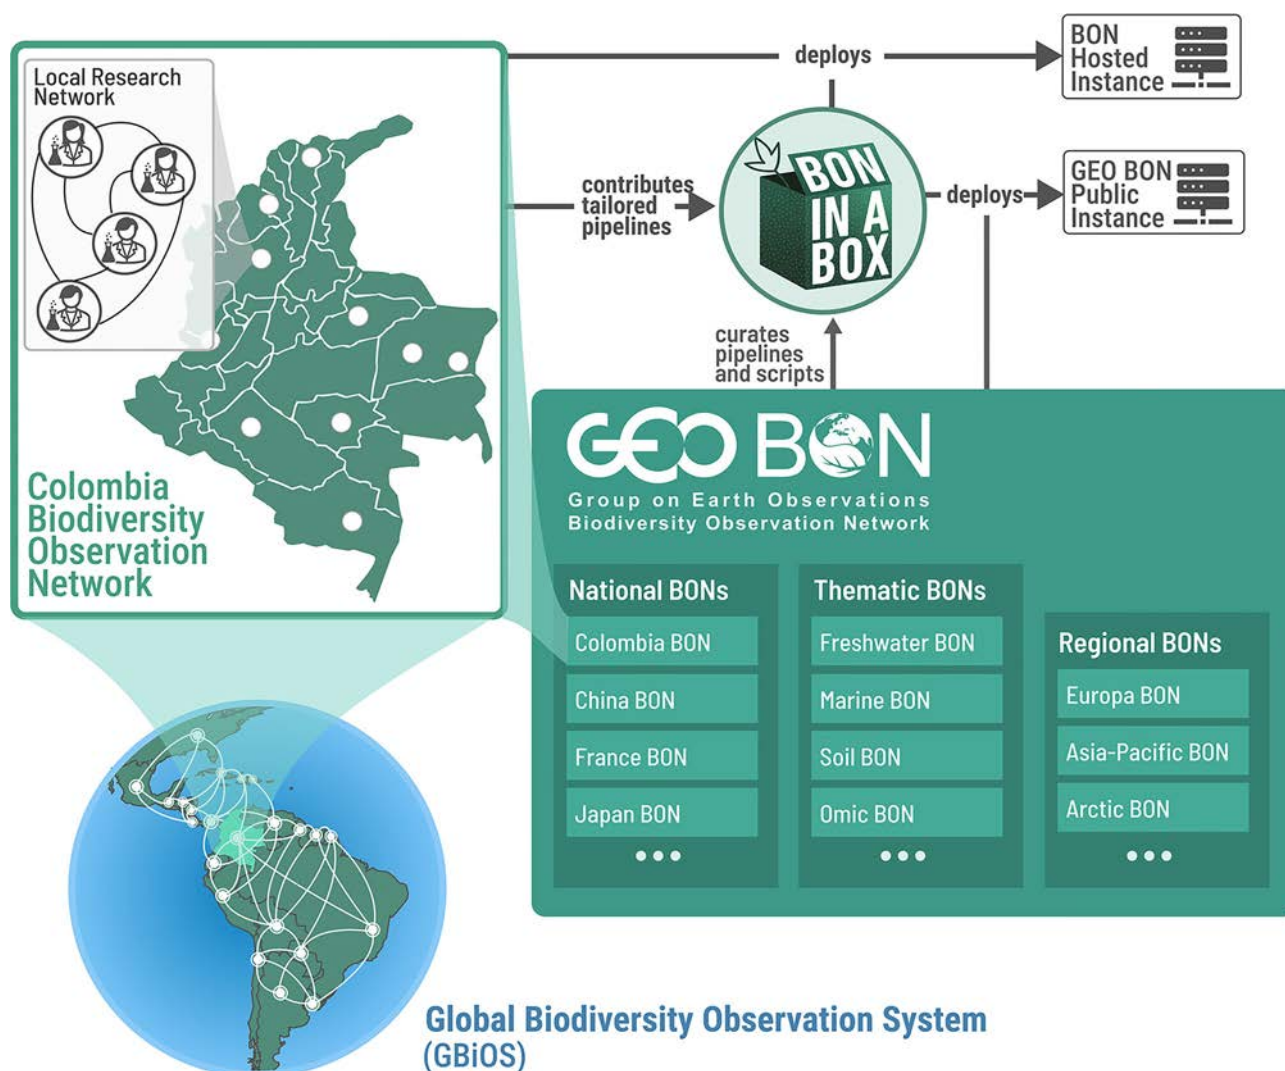 Local Research
Network
Colombia
Biodiversity
Observation
Network
deploys
BON
Hosted
Instance
contributes
tailored
pipelines
BON
IN A
BOX
deploys
GEO BON
Public
Instance
curates
pipelines
and scripts
GEO BON
Group on Earth Observations
Biodiversity Observation Network
National BONs
Colombia BON
China BON
France BON
Japan BON
•••
Thematic BONs
Freshwater BON
Marine BON
Soil BON
Omic BON
•••
Regional BONs
Europa BON
Asia-Pacific BON
Arctic BON
•••
Global Biodiversity Observation System
(GBiOS)